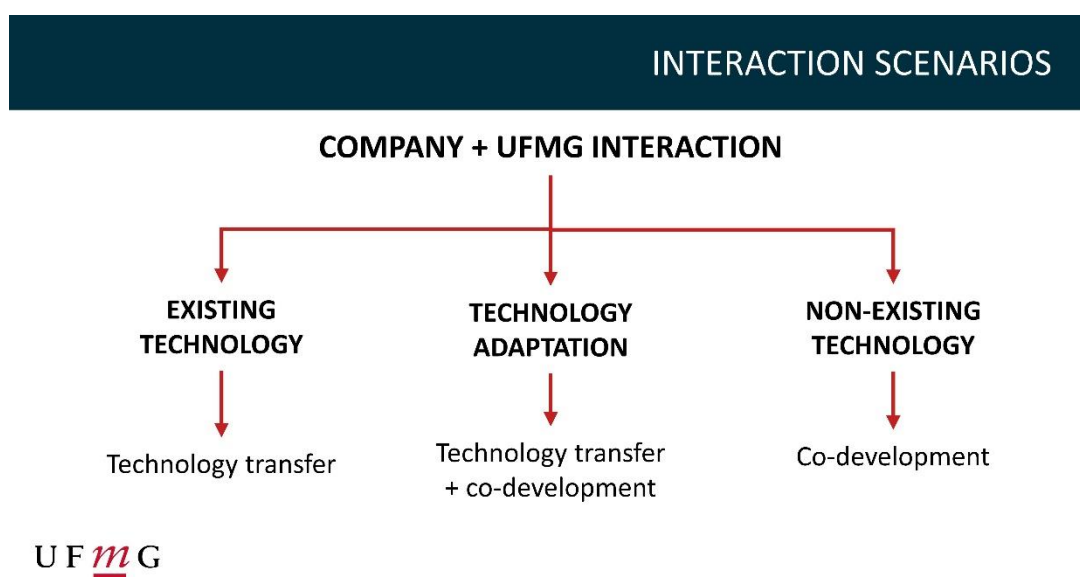 INTERACTION SCENARIOS
COMPANY + UFMG INTERACTION
EXISTING
TECHNOLOGY
TECHNOLOGY
ADAPTATION
NON-EXISTING
TECHNOLOGY
Technology transfer
Technology transfer
+ co-development
Co-development
UFmG